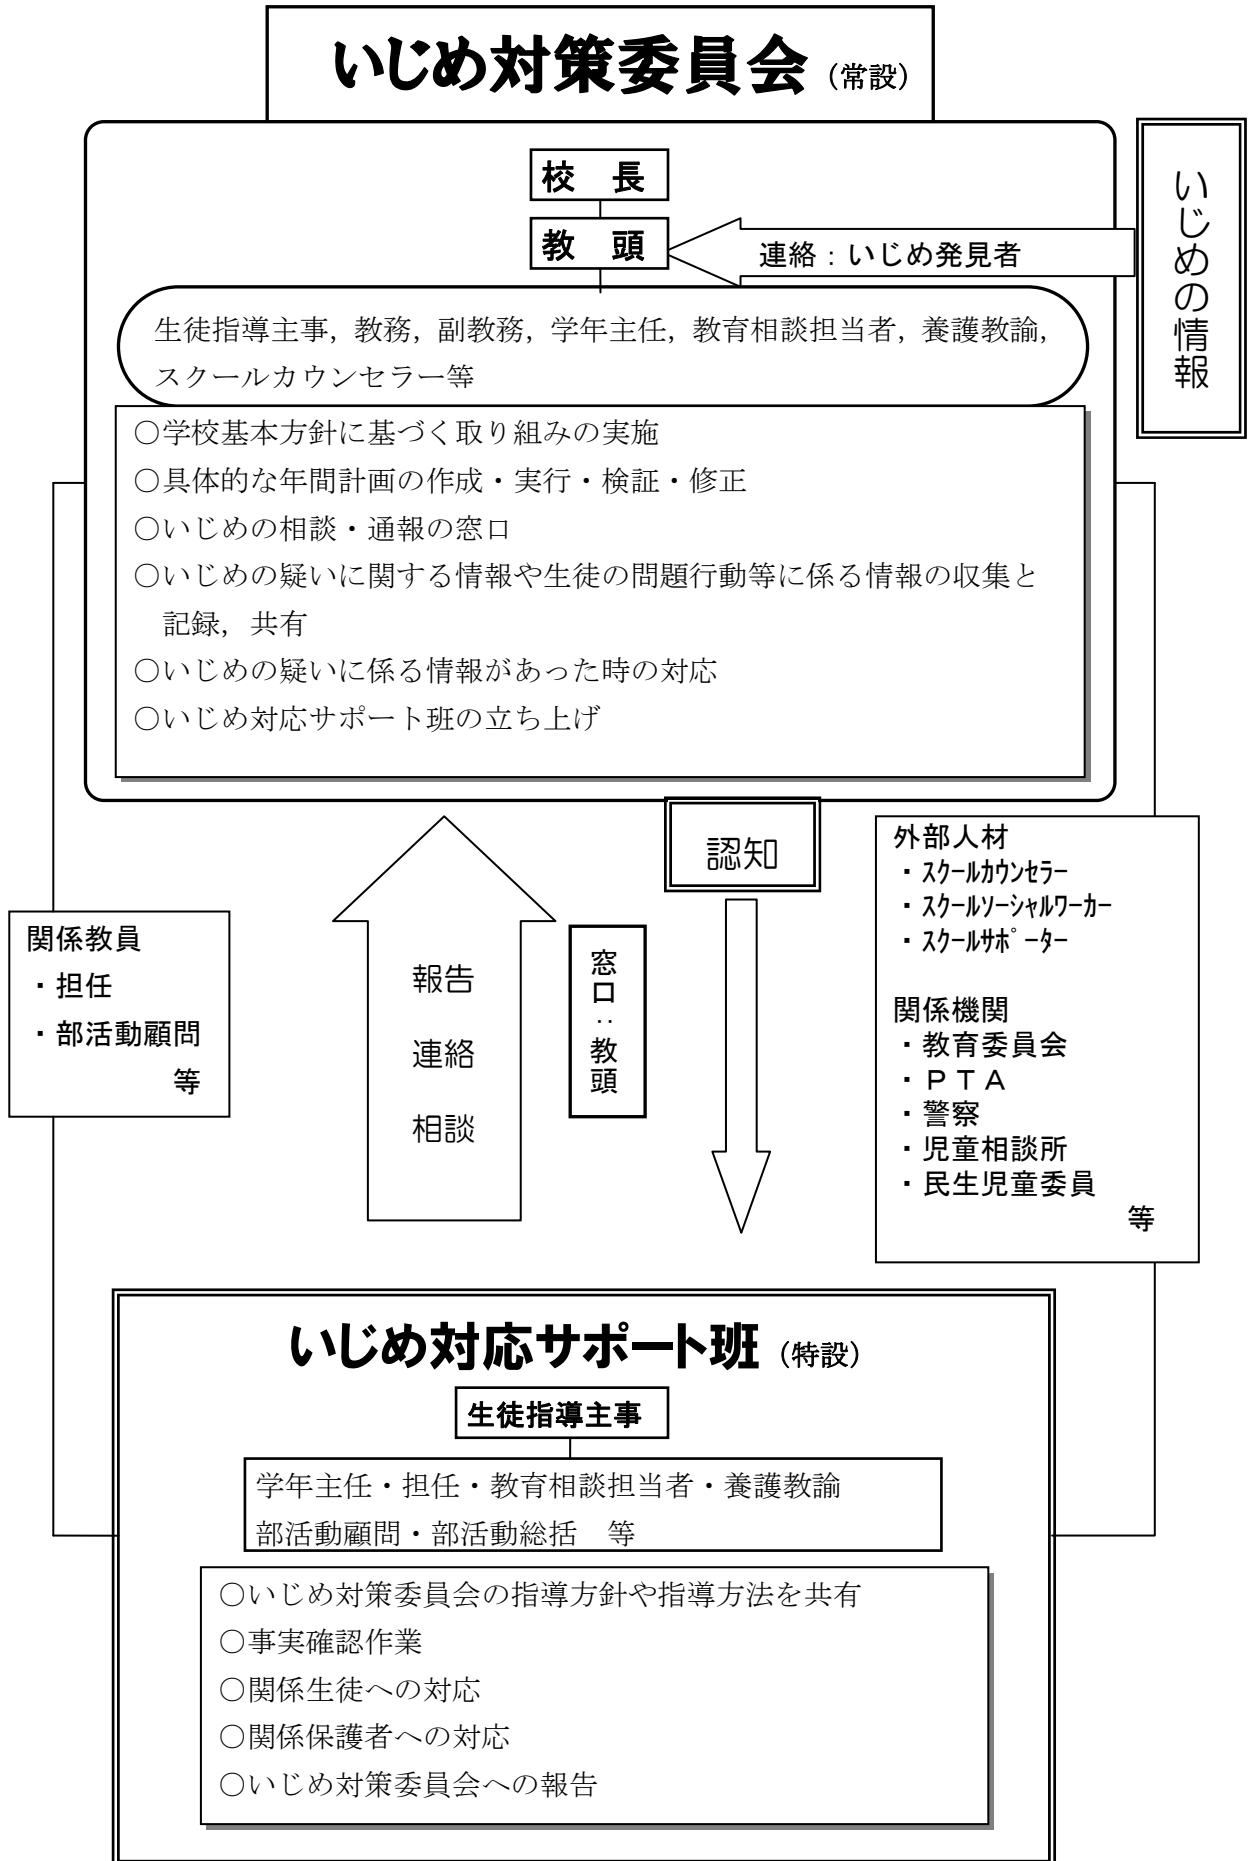 いじめ対策委員会（常設）
校　長
教　頭
連絡：いじめ発見者
いじめの情報
生徒指導主事，教務，副教務，学年主任，教育相談担当者，養護教諭，
スクールカウンセラー等
○学校基本方針に基づく取り組みの実施
○具体的な年間計画の作成・実行・検証・修正
○いじめの相談・通報の窓口
○いじめの疑いに関する情報や生徒の問題行動等に係る情報の収集と
記録，共有
○いじめの疑いに係る情報があった時の対応
○いじめ対応サポート班の立ち上げ
認知
関係教員
・担任
・部活動顧問
等
報告
連絡
相談
窓口：教頭
外部人材
・ｽｸｰﾙｶｳﾝｾﾗｰ
・ｽｸｰﾙｿｰｼｬﾙﾜｰｶｰ
・ｽｸｰﾙｻﾎﾟｰﾀｰ
関係機関
・教育委員会
・ＰＴＡ
・警察
・児童相談所
・民生児童委員
等
いじめ対応サポート班（特設）
生徒指導主事
学年主任・担任・教育相談担当者・養護教諭
部活動顧問・部活動総括　等
○いじめ対策委員会の指導方針や指導方法を共有
○事実確認作業
○関係生徒への対応
○関係保護者への対応
○いじめ対策委員会への報告